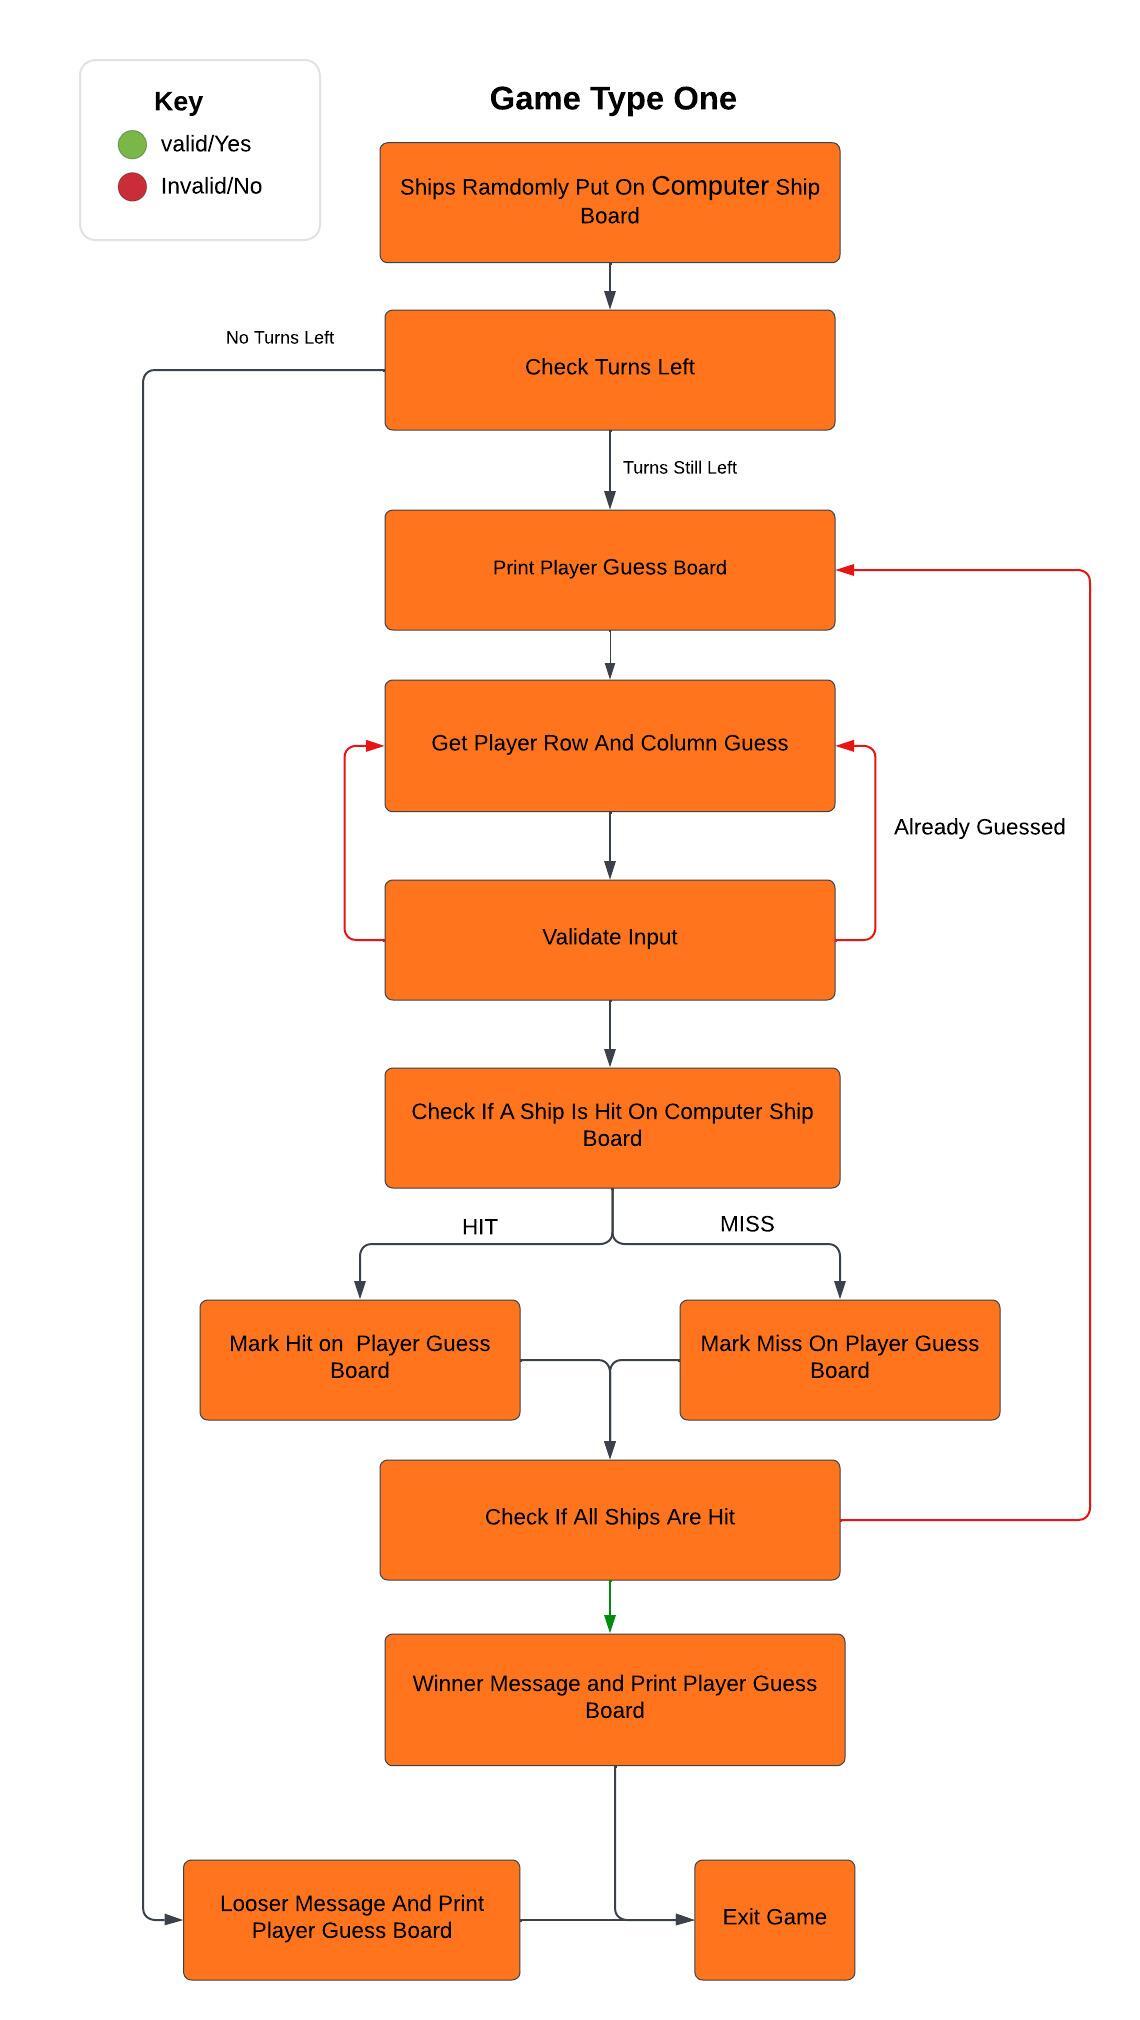 Key
valid/Yes
Invalid/No
Game Type One
Ships Ramdomly Put On Computer Ship
Board
No Turns Left
Check Turns Left
Turns Still Left
Print Player Guess Board
Get Player Row And Column Guess
Already Guessed
Validate Input
Check If A Ship Is Hit On Computer Ship
Board
HIT
MISS
Mark Hit on  Player Guess
Board
Mark Miss On Player Guess
Board
Check If All Ships Are Hit
Winner Message and Print Player Guess
Board
Looser Message And Print
Player Guess Board
Exit Game